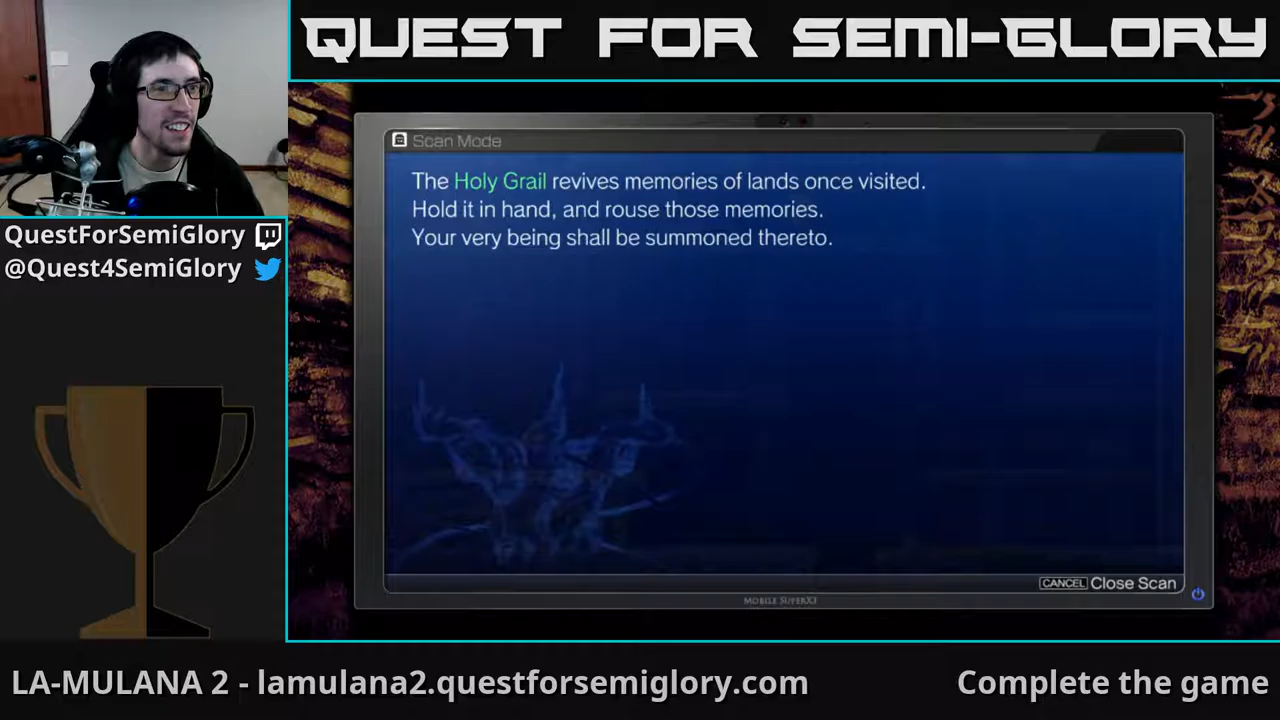 QUEST FOR SEMI-GLORY
QuestForSemiGlory
@Quest4SemiGlory
Scan Mode
The Holy Grail revives memories of lands once visited.
Hold it in hand, and rouse those memories.
Your very being shall be summoned thereto.
CANCEL Close Scan
MOBILE SUPERX3
LA-MULANA 2 - lamulana2.questforsemiglory.com
Complete the game